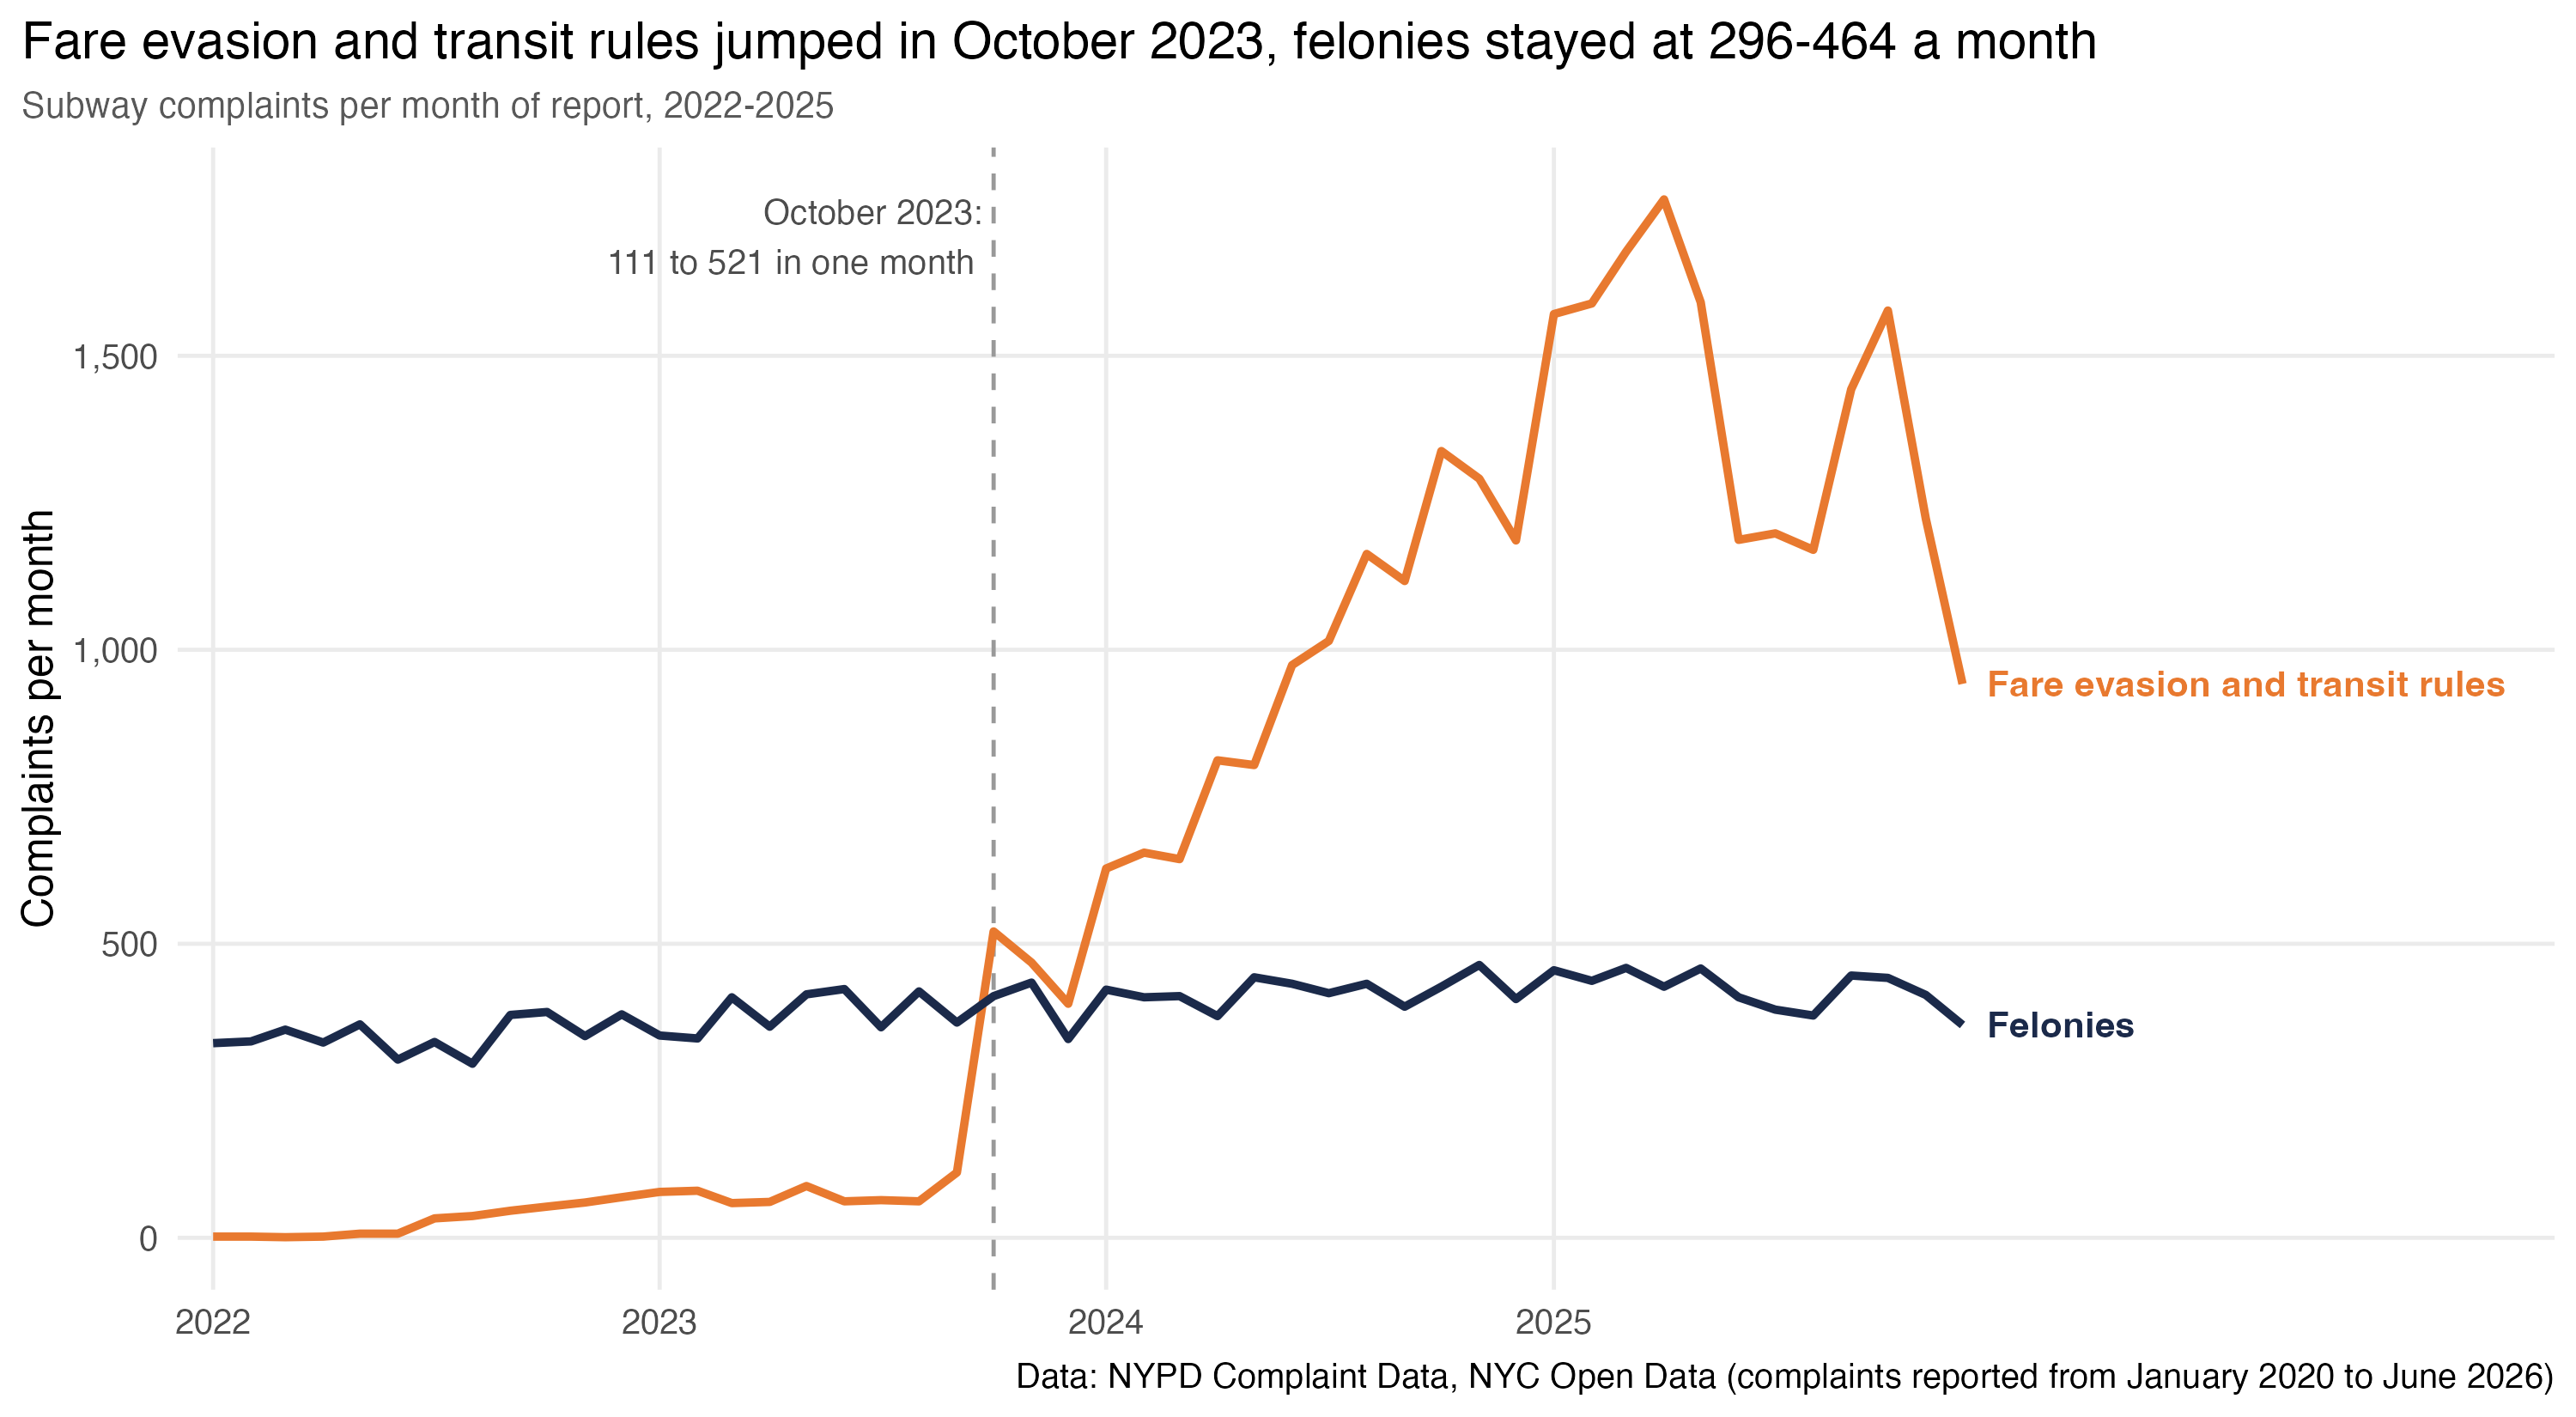 Fare evasion and transit rules jumped in October 2023, felonies stayed at 296-464 a month
Subway complaints per month of report, 2022-2025
October 2023:
111 to 521 in one month
Complaints per month
1,500
1,000
500
0
Fare evasion and transit rules
Felonies
2022
2023
2024
2025
Data: NYPD Complaint Data, NYC Open Data (complaints reported from January 2020 to June 2026)